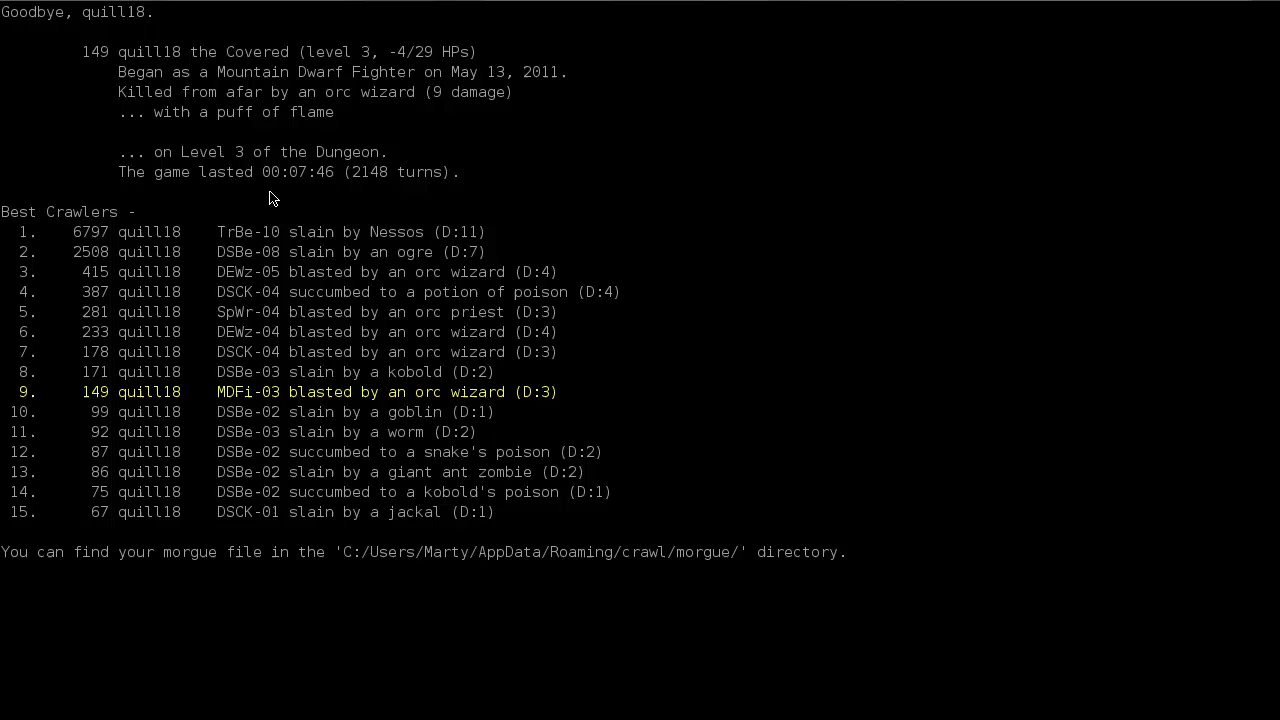 Goodbye, quill18.
149 quill18 the Covered (level 3, -4/29 HPs)
Began as a Mountain Dwarf Fighter on May 13, 2011.
Killed from afar by an orc wizard (9 damage)
... with a puff of flame
... on Level 3 of the Dungeon.
The game lasted 00:07:46 (2148 turns).
Best Crawlers -
1. 6797 quill18 TrBe-10 slain by Nessos (D:11)
2. 2508 quill18 DSBe-08 slain by an ogre (D:7)
3. 415 quill18 DEWz-05 blasted by an orc wizard (D:4)
4. 387 quill18 DSCK-04 succumbed to a potion of poison (D:4)
5. 281 quill18 SpWr-04 blasted by an orc priest (D:3)
6. 233 quill18 DEWz-04 blasted by an orc wizard (D:4)
7. 178 quill18 DSCK-04 blasted by an orc wizard (D:3)
8. 171 quill18 DSBe-03 slain by a kobold (D:2)
9. 149 quill18 MDFi-03 blasted by an orc wizard (D:3)
10. 99 quill18 DSBe-02 slain by a goblin (D:1)
11. 92 quill18 DSBe-03 slain by a worm (D:2)
12. 87 quill18 DSBe-02 succumbed to a snake's poison (D:2)
13. 86 quill18 DSBe-02 slain by a giant ant zombie (D:2)
14. 75 quill18 DSBe-02 succumbed to a kobold's poison (D:1)
15. 67 quill18 DSCK-01 slain by a jackal (D:1)
You can find your morgue file in the 'C:/Users/Marty/AppData/Roaming/crawl/morgue/' directory.